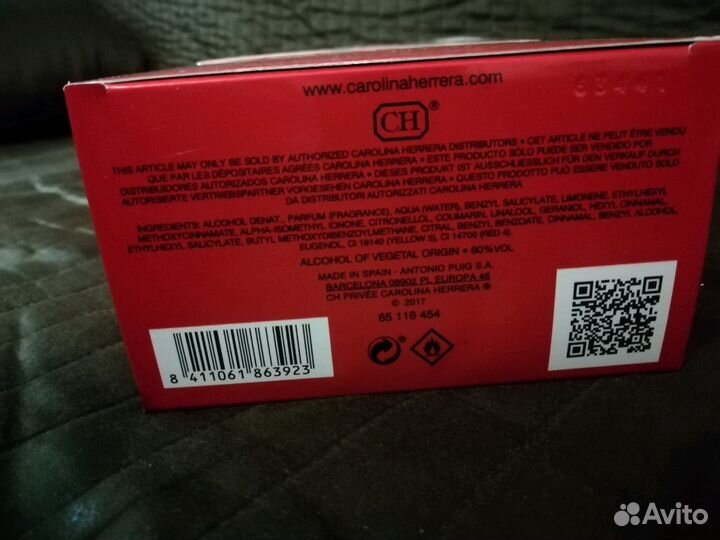 www.carolinaherrera.com
CH®
THIS ARTICLE MAY ONLY BE SOLD BY AUTHORIZED CAROLINA HERRERA DISTRIBUTORS • CET ARTICLE NE PEUT ÊTRE VENDU
QUE PAR LES DÉPOSITAIRES AGRÉÉS CAROLINA HERRERA • ESTE PRODUCTO SÓLO PUEDE SER VENDIDO POR
DISTRIBUIDORES AUTORIZADOS CAROLINA HERRERA • DIESES PRODUKT IST AUSSCHLIESSLICH FÜR DEN VERKAUF DURCH
AUTORISIERTE VERTRIEBSPARTNER VORGESEHEN CAROLINA HERRERA • QUESTO PRODOTTO PUÒ ESSERE VENDUTO SOLO
DA DISTRIBUTORI AUTORIZZATI CAROLINA HERRERA
INGREDIENTS: ALCOHOL DENAT., PARFUM (FRAGRANCE), AQUA (WATER), BENZYL SALICYLATE, LIMONENE, ETHYLHEXYL
METHOXYCINNAMATE, ALPHA-ISOMETHYL IONONE, CITRONELLOL, COUMARIN, LINALOOL, GERANIOL, HEXYL CINNAMAL,
ETHYLHEXYL SALICYLATE, BUTYL METHOXYDIBENZOYLMETHANE, CITRAL, BENZYL BENZOATE, CINNAMAL, BENZYL ALCOHOL,
EUGENOL, CI 19140 (YELLOW 5), CI 14700 (RED 4).
ALCOHOL OF VEGETAL ORIGIN • 80%VOL
MADE IN SPAIN - ANTONIO PUIG S.A.
BARCELONA 08902 PL EUROPA 46
CH PRIVÉE CAROLINA HERRERA ®
© 2017
65 116 454
8 411061 863923
Avito